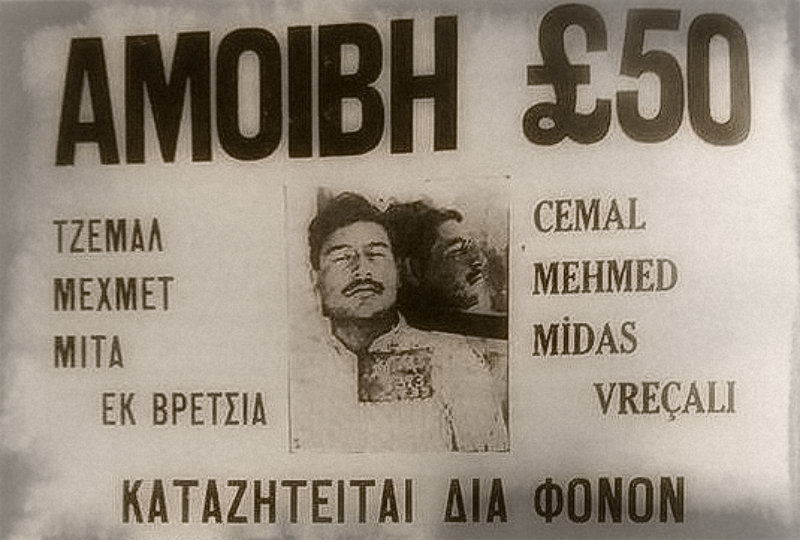 ΑΜΟΙΒΗ £50
ΤΖΕΜΑΛ
ΜΕΧΜΕΤ
ΜΙΤΑ
ΕΚ ΒΡΕΤΣΙΑ
CEMAL
MEHMED
MİDAS
VREÇALI
ΚΑΤΑΖΗΤΕΙΤΑΙ ΔΙΑ ΦΟΝΟΝ